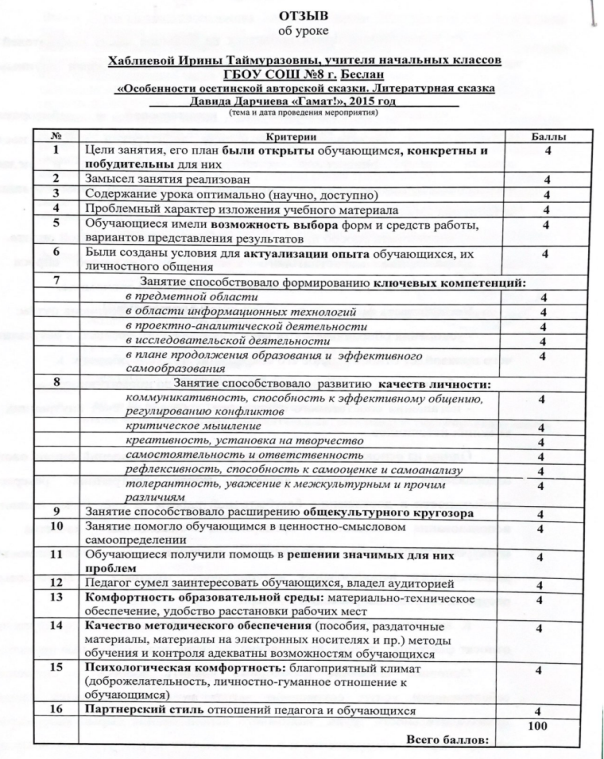 ОТЗЫВ
об уроке
Хаблиевой Ирины Таймуразовны, учителя начальных классов
ГБОУ СОШ №8 г. Беслан
«Особенности осетинской авторской сказки. Литературная сказка
Давида Дарчиева «Гамат!», 2015 год
(тема и дата проведения мероприятия)
№ Критерии Баллы
1 Цели занятия, его план были открыты обучающимся, конкретны и 4
побудительны для них
2 Замысел занятия реализован 4
3 Содержание урока оптимально (научно, доступно) 4
4 Проблемный характер изложения учебного материала 4
5 Обучающиеся имели возможность выбора форм и средств работы, 4
вариантов представления результатов
6 Были созданы условия для актуализации опыта обучающихся, их 4
личностного общения
7 Занятие способствовало формированию ключевых компетенций:
в предметной области 4
в области информационных технологий 4
в проектно-аналитической деятельности 4
в исследовательской деятельности 4
в плане продолжения образования и эффективного 4
самообразования
8 Занятие способствовало развитию качеств личности:
коммуникативность, способность к эффективному общению, 4
регулированию конфликтов
критическое мышление 4
креативность, установка на творчество 4
самостоятельность и ответственность 4
рефлексивность, способность к самооценке и самоанализу 4
толерантность, уважение к межкультурным и прочим 4
различиям
9 Занятие способствовало расширению общекультурного кругозора 4
10 Занятие помогло обучающимся в ценностно-смысловом 4
самоопределении
11 Обучающиеся получили помощь в решении значимых для них 4
проблем
12 Педагог сумел заинтересовать обучающихся, владел аудиторией 4
13 Комфортность образовательной среды: материально-техническое 4
обеспечение, удобство расстановки рабочих мест
14 Качество методического обеспечения (пособия, раздаточные 4
материалы, материалы на электронных носителях и пр.) методы
обучения и контроля адекватны возможностям обучающихся
15 Психологическая комфортность: благоприятный климат 4
(доброжелательность, личностно-гуманное отношение к
обучающимся)
16 Партнерский стиль отношений педагога и обучающихся 4
100
Всего баллов: